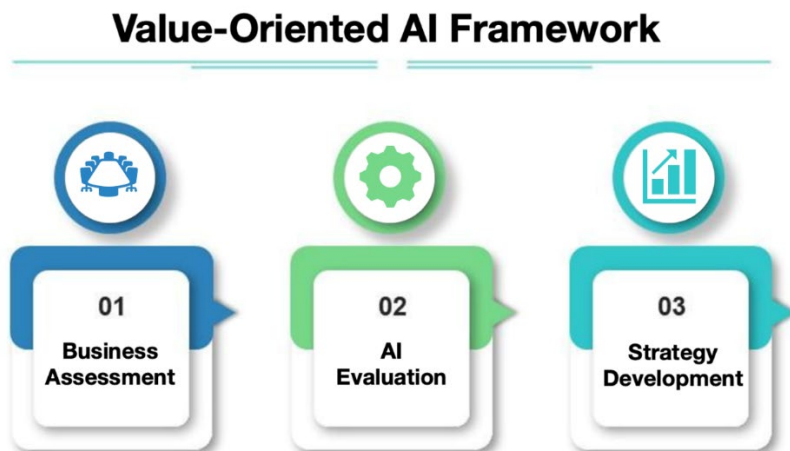 Value-Oriented AI Framework
01
Business
Assessment
02
AI
Evaluation
03
Strategy
Development